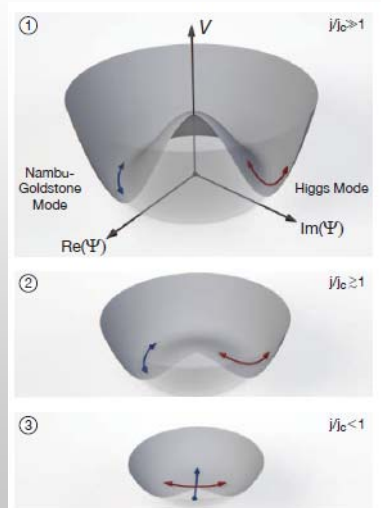 ① j/jc≫1
V
Nambu-
Goldstone
Mode
Higgs Mode
Re(Ψ)
Im(Ψ)
② j/jc≳1
③ j/jc<1